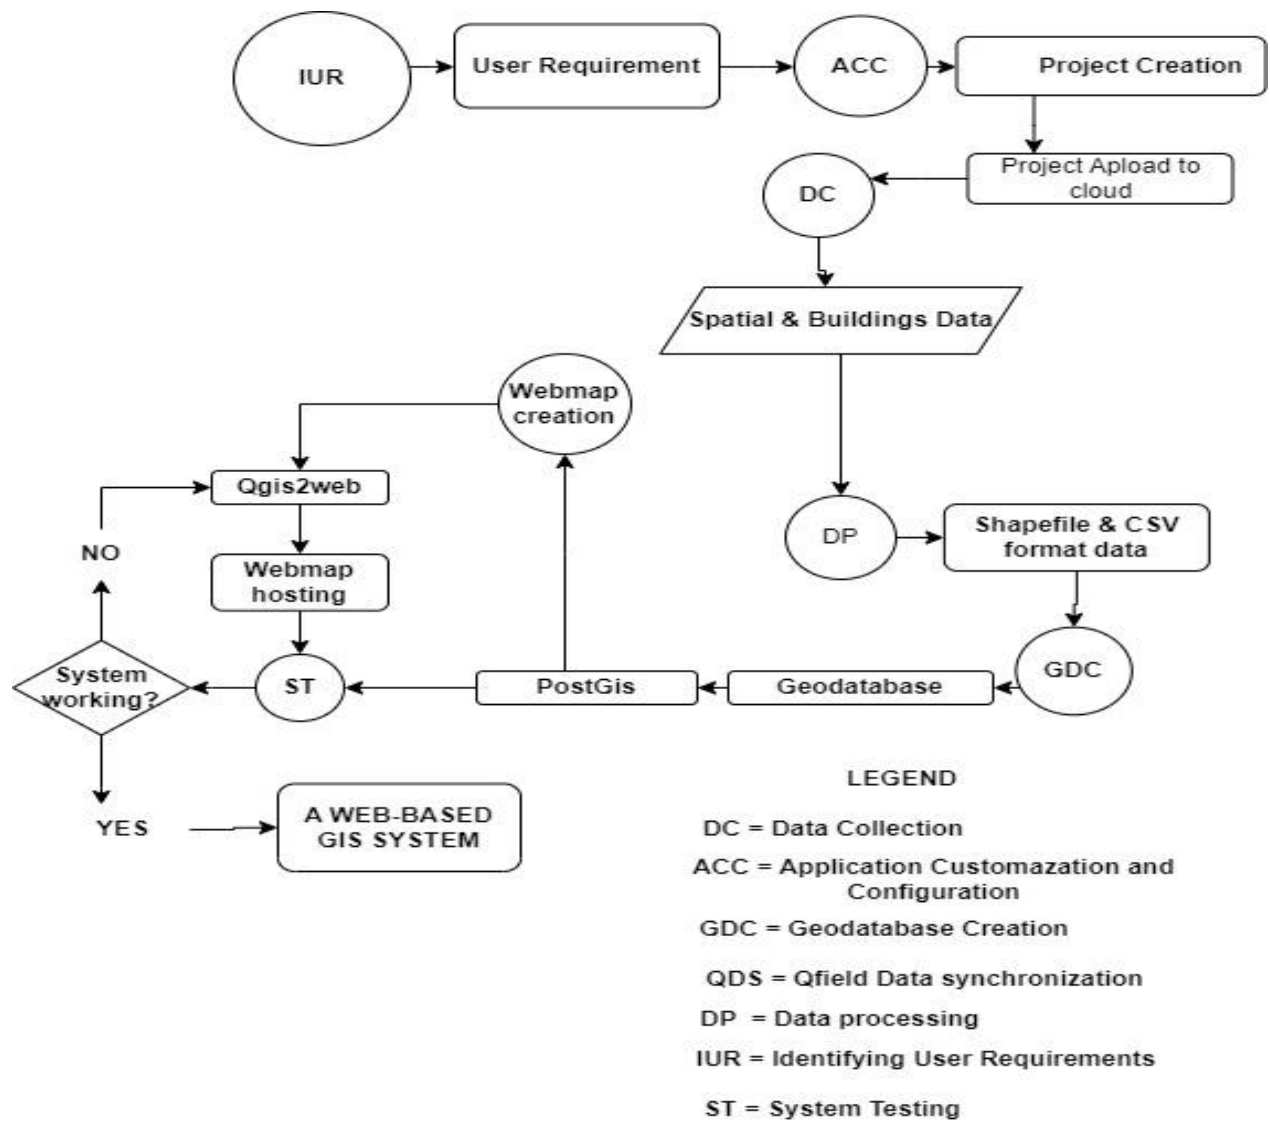 IUR
User Requirement
ACC
Project Creation
Project Apload to
cloud
DC
Spatial & Buildings Data
Webmap
creation
Qgis2web
NO
Webmap
hosting
DP
Shapefile & CSV
format data
System
working?
ST
PostGis
Geodatabase
GDC
YES
A WEB-BASED
GIS SYSTEM
LEGEND
DC = Data Collection
ACC = Application Customazation and
Configuration
GDC = Geodatabase Creation
QDS = Qfield Data synchronization
DP = Data processing
IUR = Identifying User Requirements
ST = System Testing